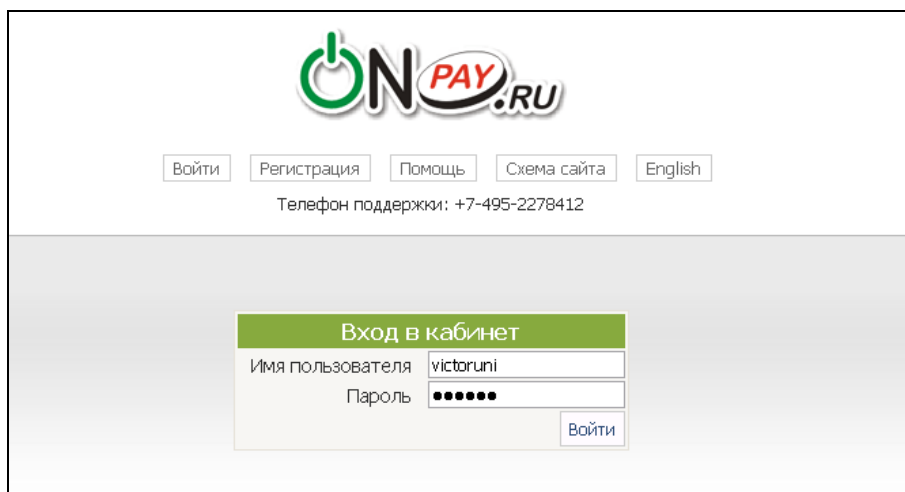 ON PAY.RU
Войти Регистрация Помощь Схема сайта English
Телефон поддержки: +7-495-2278412
Вход в кабинет
Имя пользователя victoruni
Пароль ••••••
Войти